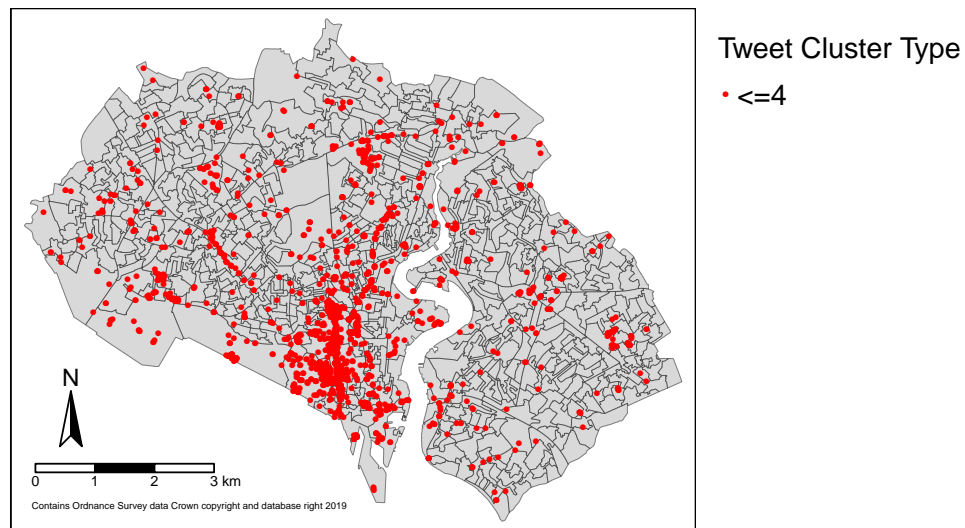 Tweet Cluster Type
<=4
N
0 1 2 3 km
Contains Ordnance Survey data Crown copyright and database right 2019